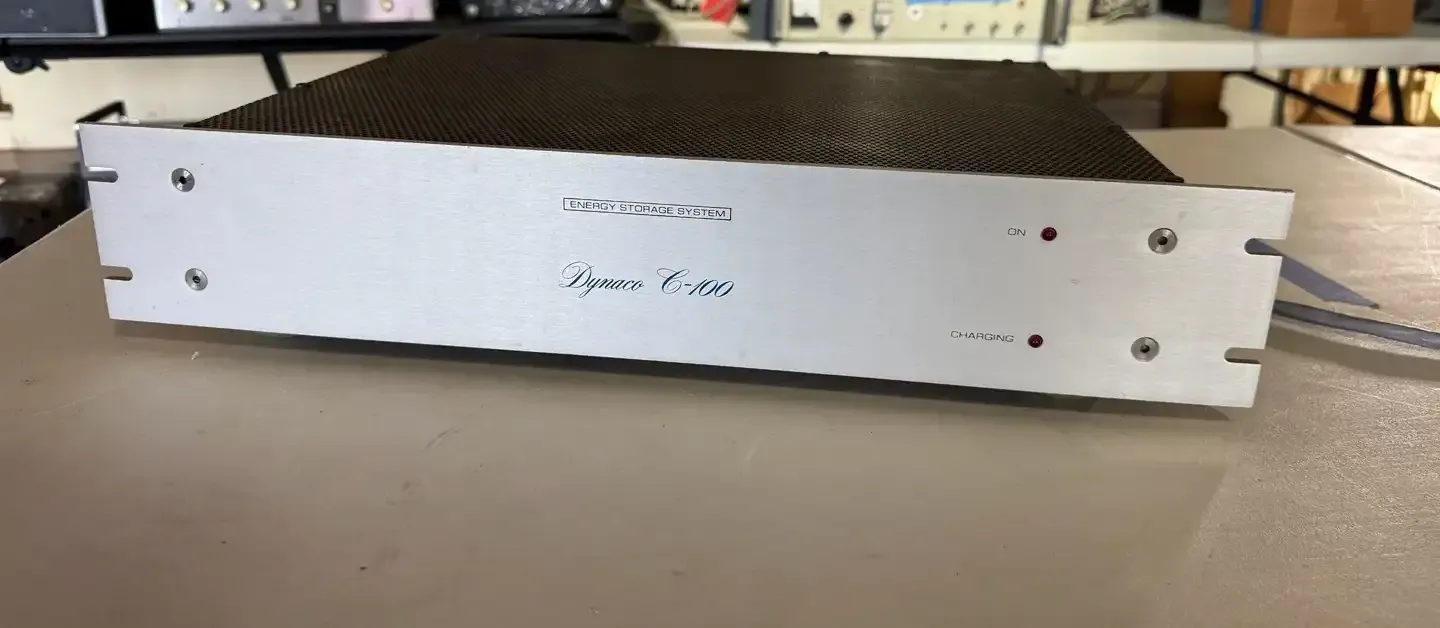 ENERGY STORAGE SYSTEM
Dynaco C-100
ON
CHARGING